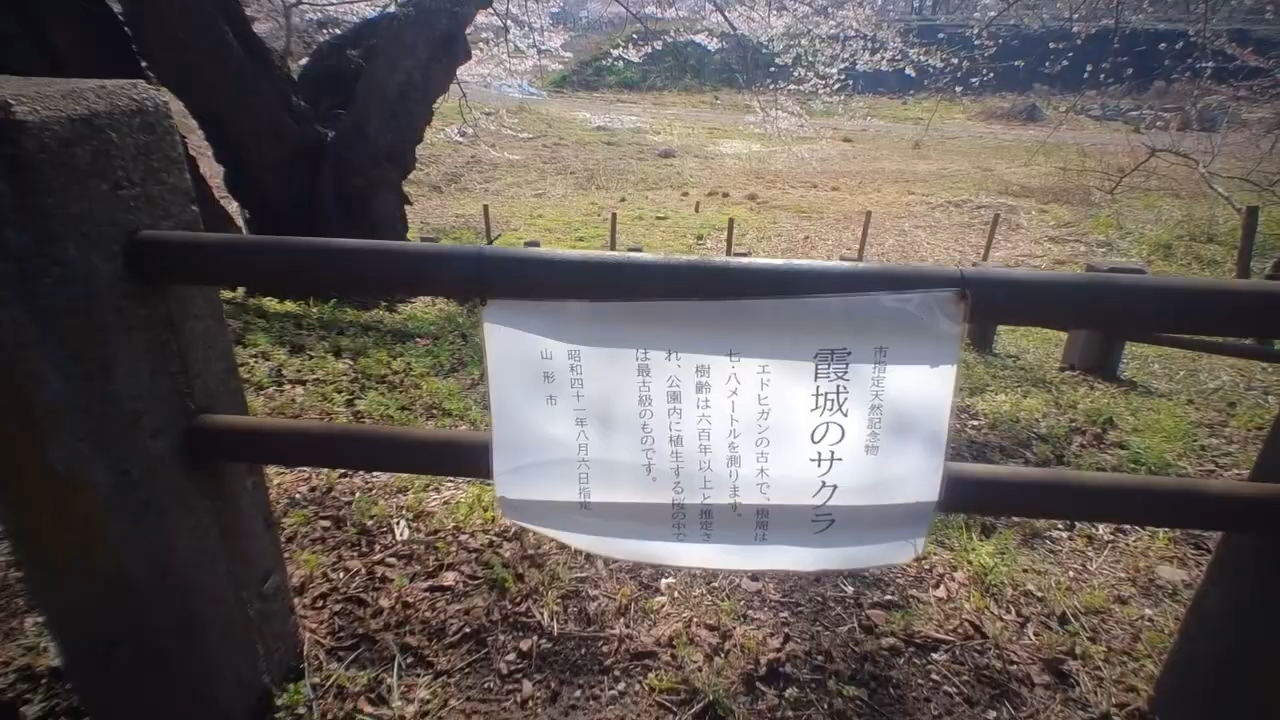 市指定天然記念物
霞城のサクラ
エドヒガンの古木で、根周は
七・八メートルを測ります。
樹齢は六百年以上と推定さ
れ、公園内に植生する桜の中で
は最古級のものです。
昭和四十一年八月六日指定
山形市